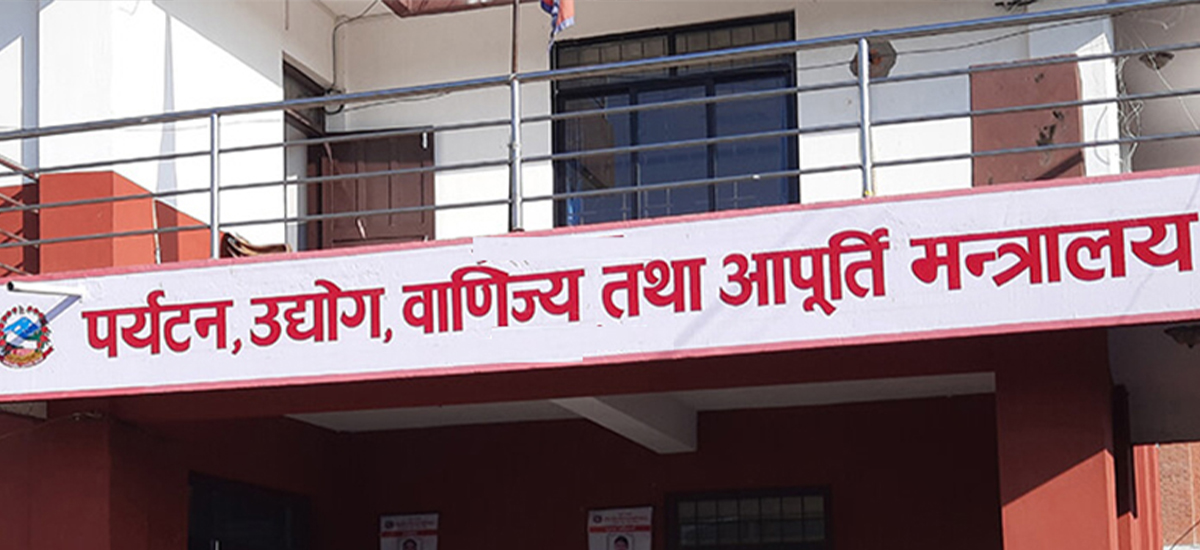 पर्यटन, उद्योग, वाणिज्य तथा आपूर्ति मन्त्रालय